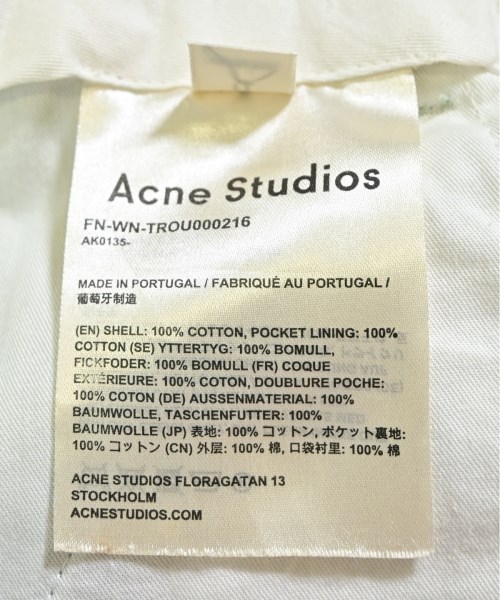 Acne Studios
FN-WN-TROU000216
AK0135-
MADE IN PORTUGAL / FABRIQUÉ AU PORTUGAL /
葡萄牙制造
(EN) SHELL: 100% COTTON, POCKET LINING: 100%
COTTON (SE) YTTERTYG: 100% BOMULL,
FICKFODER: 100% BOMULL (FR) COQUE
EXTÉRIEURE: 100% COTON, DOUBLURE POCHE:
100% COTON (DE) AUSSENMATERIAL: 100%
BAUMWOLLE, TASCHENFUTTER: 100%
BAUMWOLLE (JP) 表地: 100% コットン, ポケット裏地:
100% コットン (CN) 外层: 100% 棉, 口袋衬里: 100% 棉
ACNE STUDIOS FLORAGATAN 13
STOCKHOLM
ACNESTUDIOS.COM